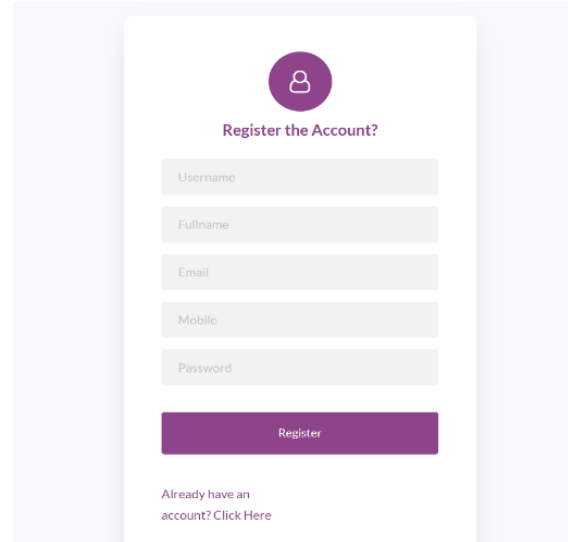 Register the Account?
Username
Fullname
Email
Mobile
Password
Register
Already have an
account? Click Here